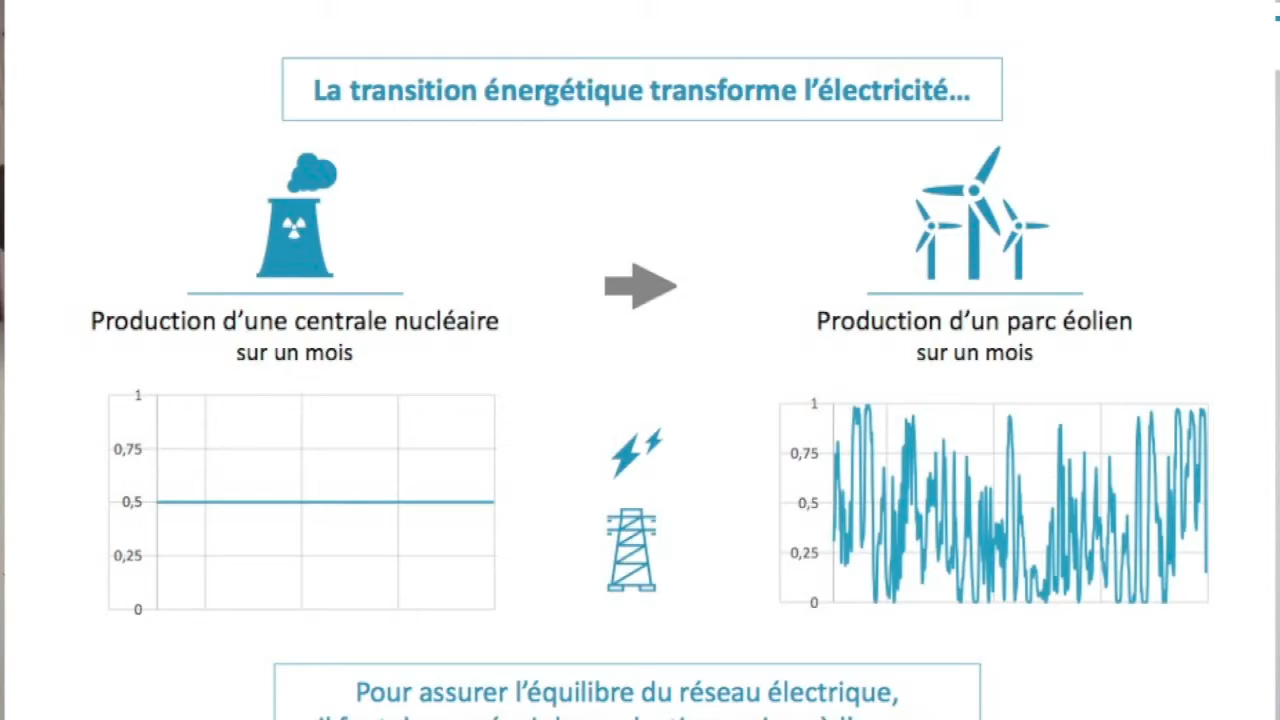 La transition énergétique transforme l’électricité…
Production d’une centrale nucléaire
sur un mois
Production d’un parc éolien
sur un mois
1
0,75
0,5
0,25
0
1
0,75
0,5
0,25
0
Pour assurer l’équilibre du réseau électrique,